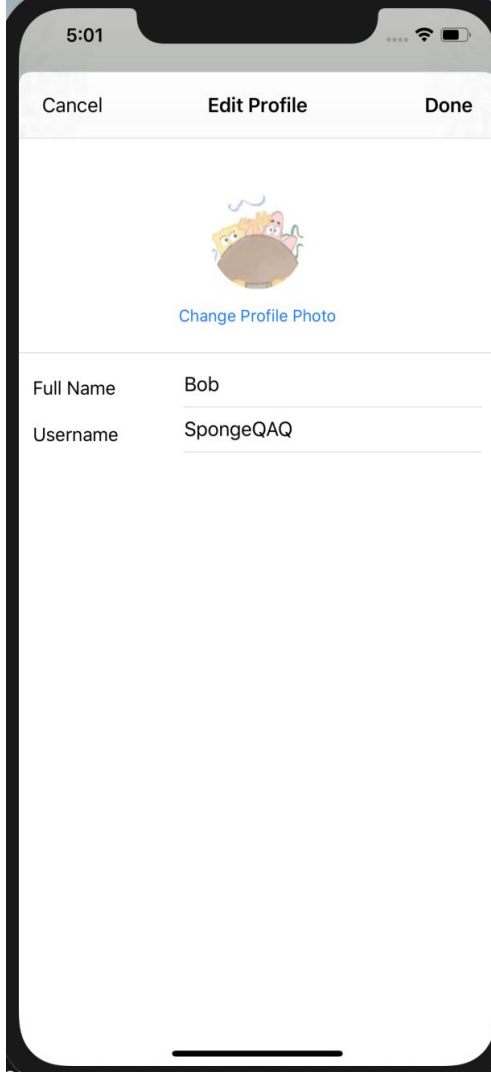 5:01
Cancel Edit Profile Done
Change Profile Photo
Full Name Bob
Username SpongeQAQ